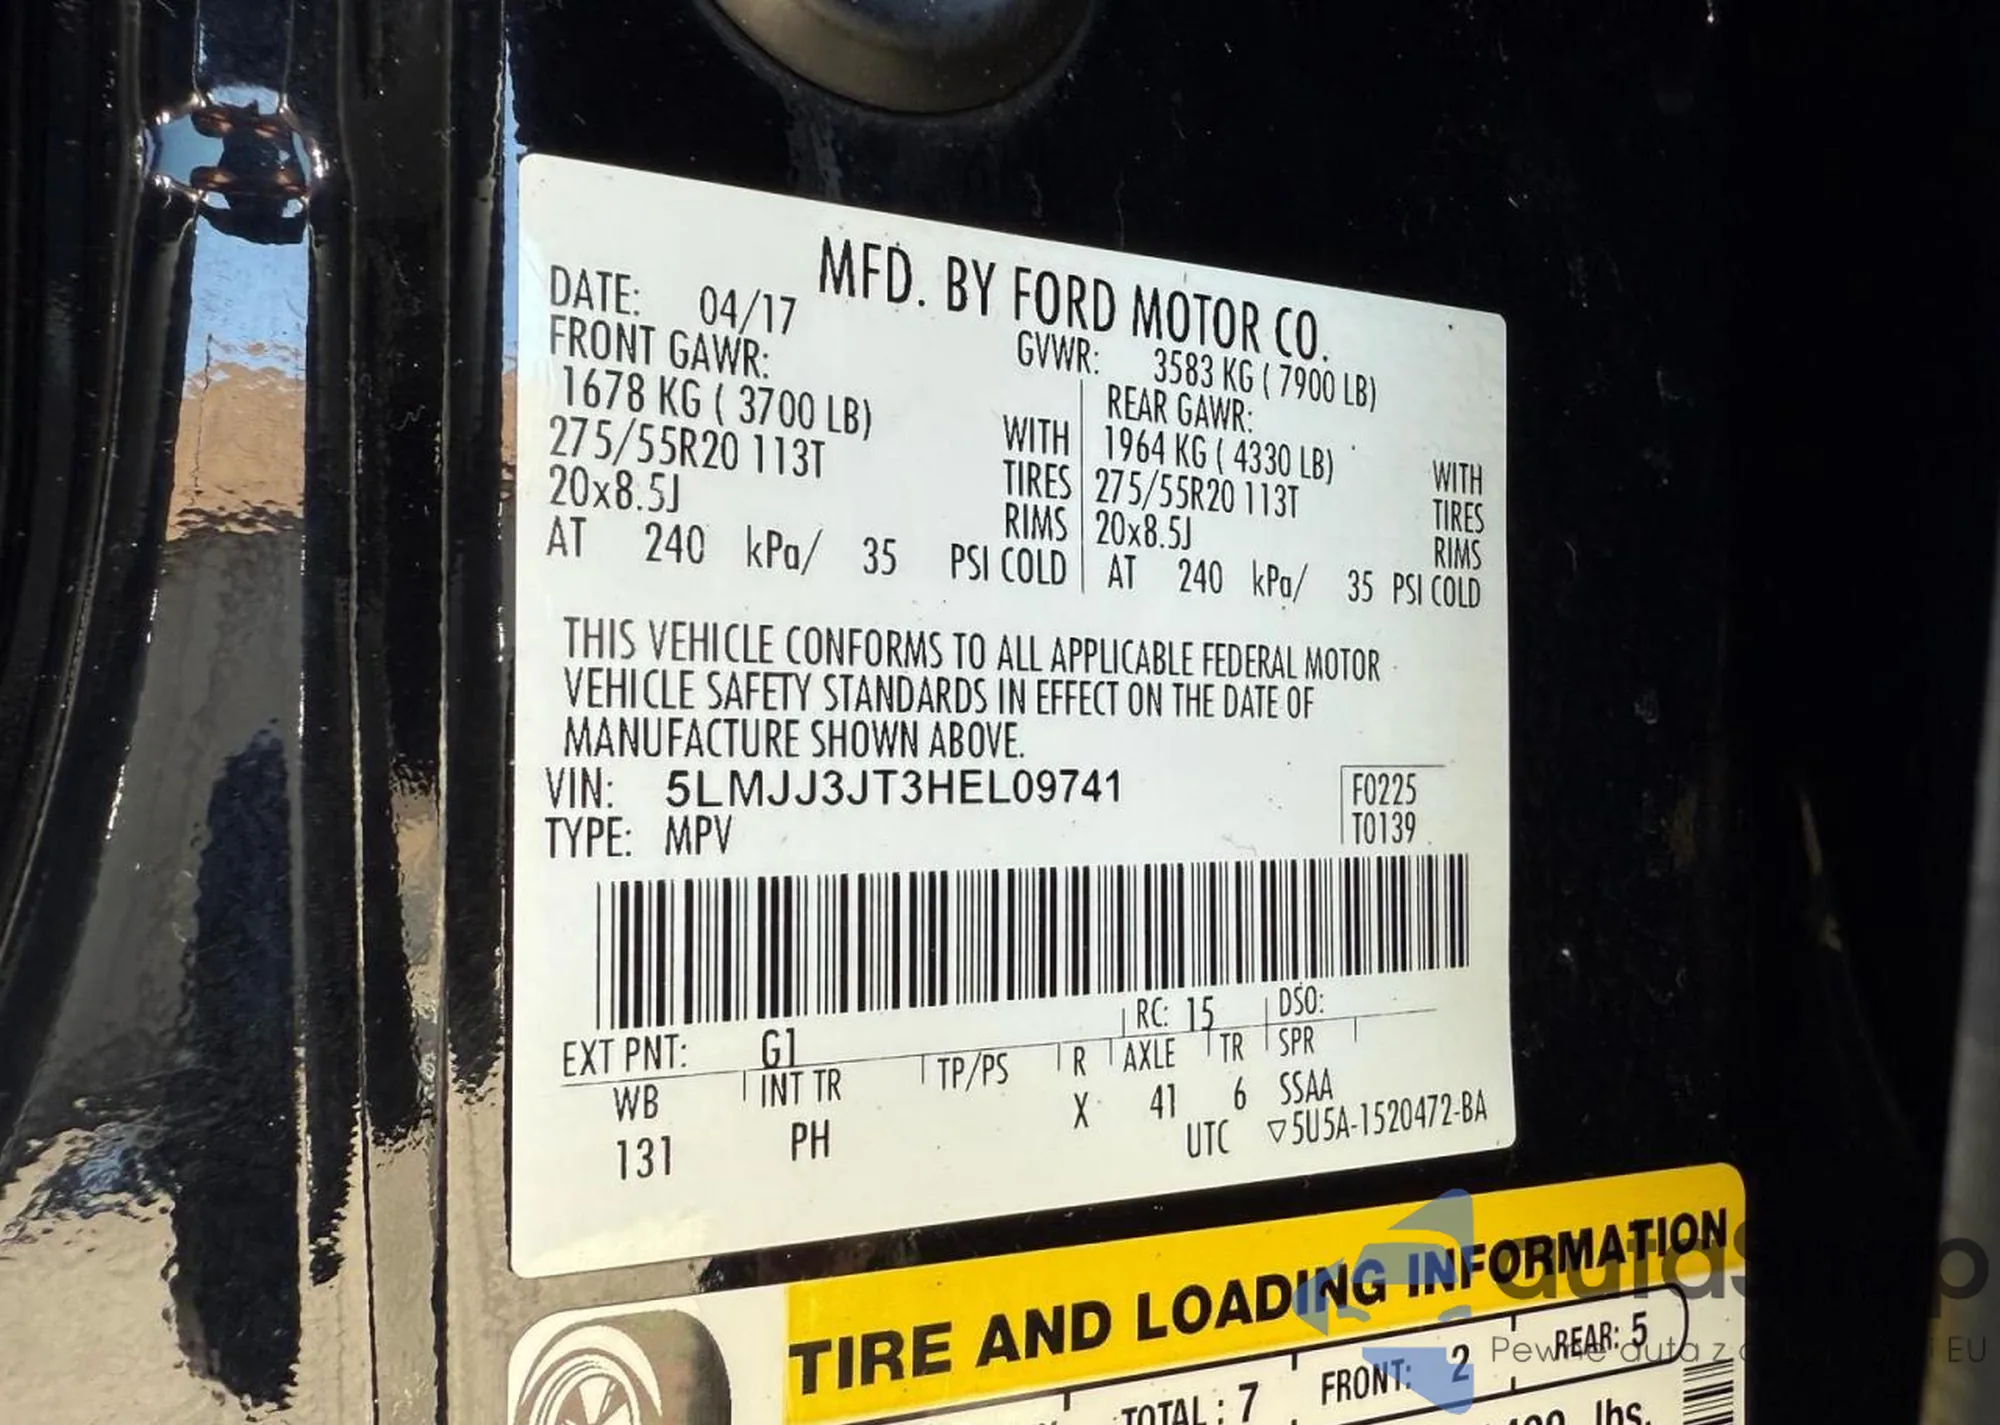 MFD. BY FORD MOTOR CO.
DATE: 04/17
GVWR: 3583 KG ( 7900 LB)
FRONT GAWR:
REAR GAWR:
1678 KG ( 3700 LB) WITH
1964 KG ( 4330 LB) WITH
275/55R20 113T TIRES
275/55R20 113T TIRES
20x8.5J RIMS
20x8.5J RIMS
AT 240 kPa/ 35 PSI COLD
AT 240 kPa/ 35 PSI COLD
THIS VEHICLE CONFORMS TO ALL APPLICABLE FEDERAL MOTOR
VEHICLE SAFETY STANDARDS IN EFFECT ON THE DATE OF
MANUFACTURE SHOWN ABOVE.
VIN: 5LMJJ3JT3HEL09741
F0225
TYPE: MPV
T0139
EXT PNT: G1 RC: 15 DSO:
WB INT TR TP/PS R AXLE TR SPR
131 PH X 41 6 SSAA
UTC ▽5U5A-1520472-BA
TIRE AND LOADING INFORMATION
TOTAL : 7 FRONT: 2 REAR: 5
lbs.
Pewne auta z EU